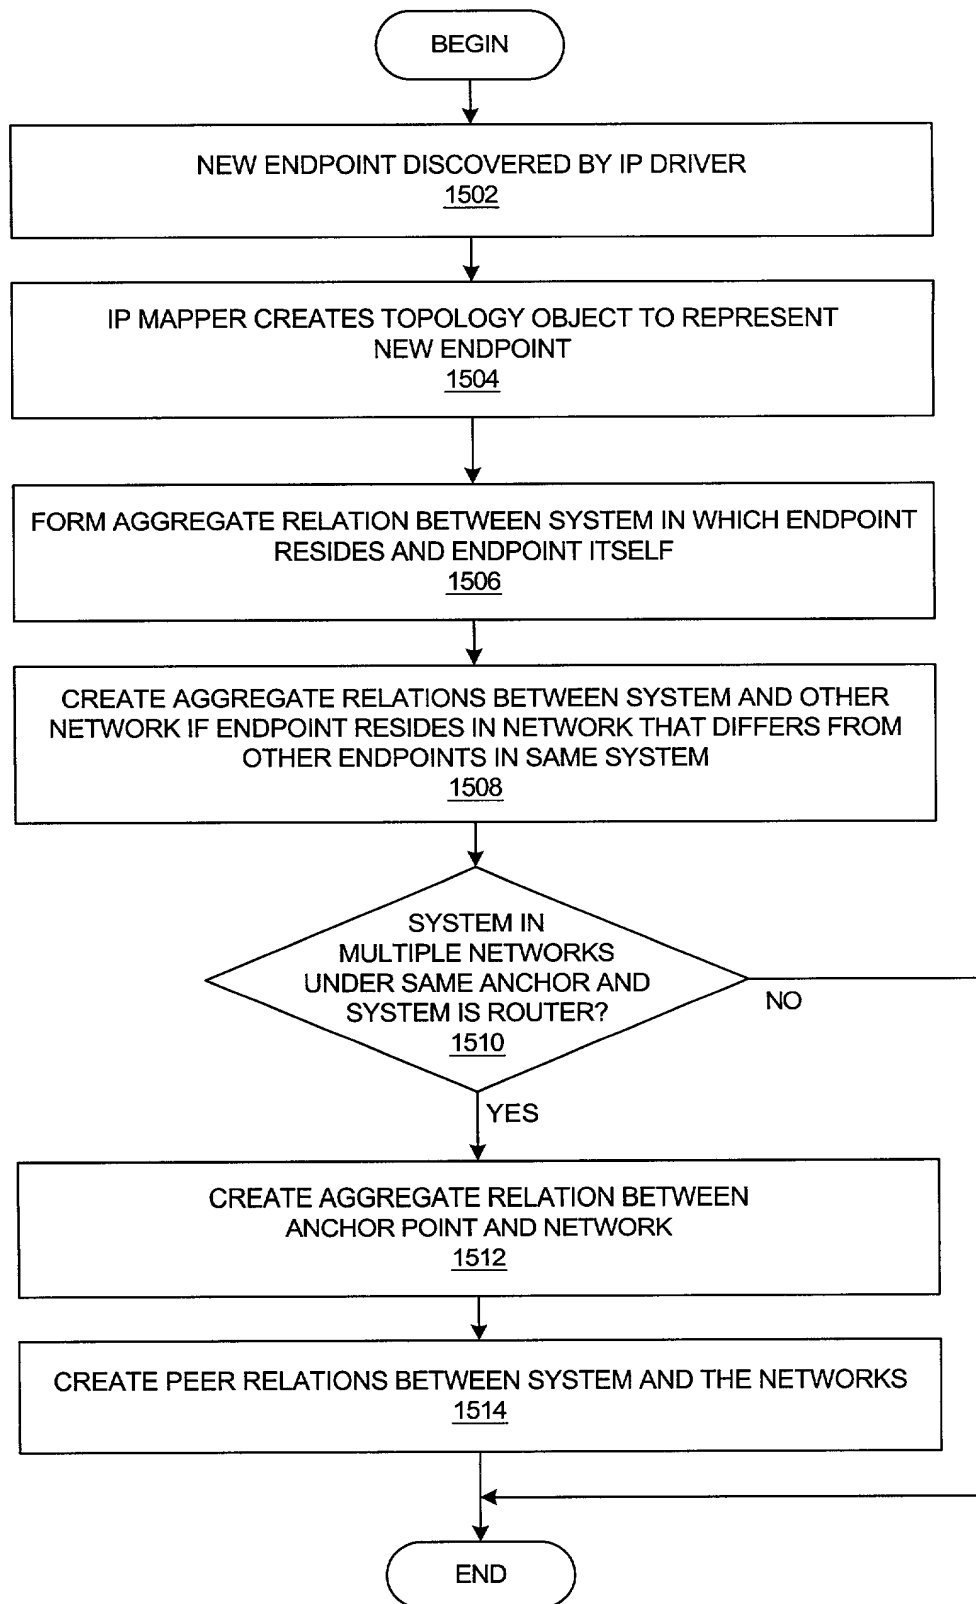 BEGIN
NEW ENDPOINT DISCOVERED BY IP DRIVER
1502
IP MAPPER CREATES TOPOLOGY OBJECT TO REPRESENT
NEW ENDPOINT
1504
FORM AGGREGATE RELATION BETWEEN SYSTEM IN WHICH ENDPOINT
RESIDES AND ENDPOINT ITSELF
1506
CREATE AGGREGATE RELATIONS BETWEEN SYSTEM AND OTHER
NETWORK IF ENDPOINT RESIDES IN NETWORK THAT DIFFERS FROM
OTHER ENDPOINTS IN SAME SYSTEM
1508
SYSTEM IN
MULTIPLE NETWORKS
UNDER SAME ANCHOR AND
SYSTEM IS ROUTER?
1510
NO
YES
CREATE AGGREGATE RELATION BETWEEN
ANCHOR POINT AND NETWORK
1512
CREATE PEER RELATIONS BETWEEN SYSTEM AND THE NETWORKS
1514
END